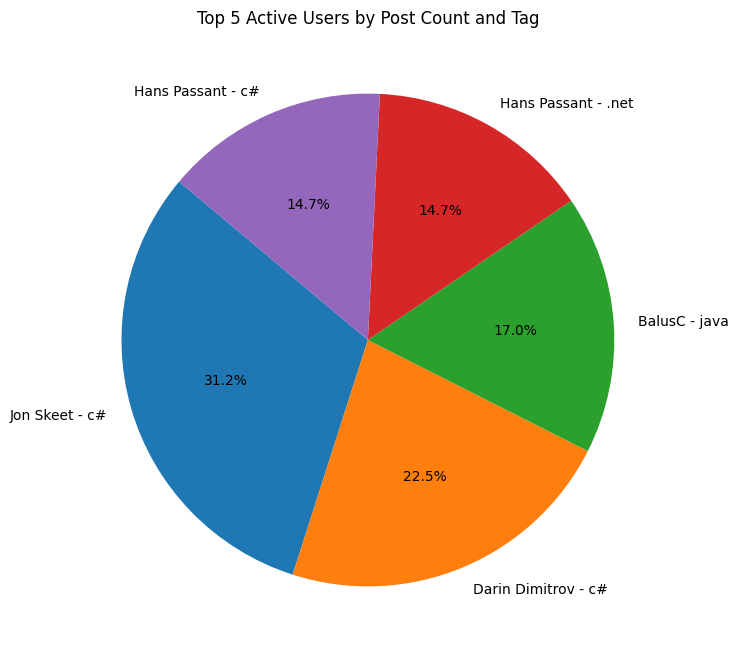 Top 5 Active Users by Post Count and Tag
Hans Passant - c#
Hans Passant - .net
14.7%
14.7%
BalusC - java
17.0%
31.2%
Jon Skeet - c#
22.5%
Darin Dimitrov - c#